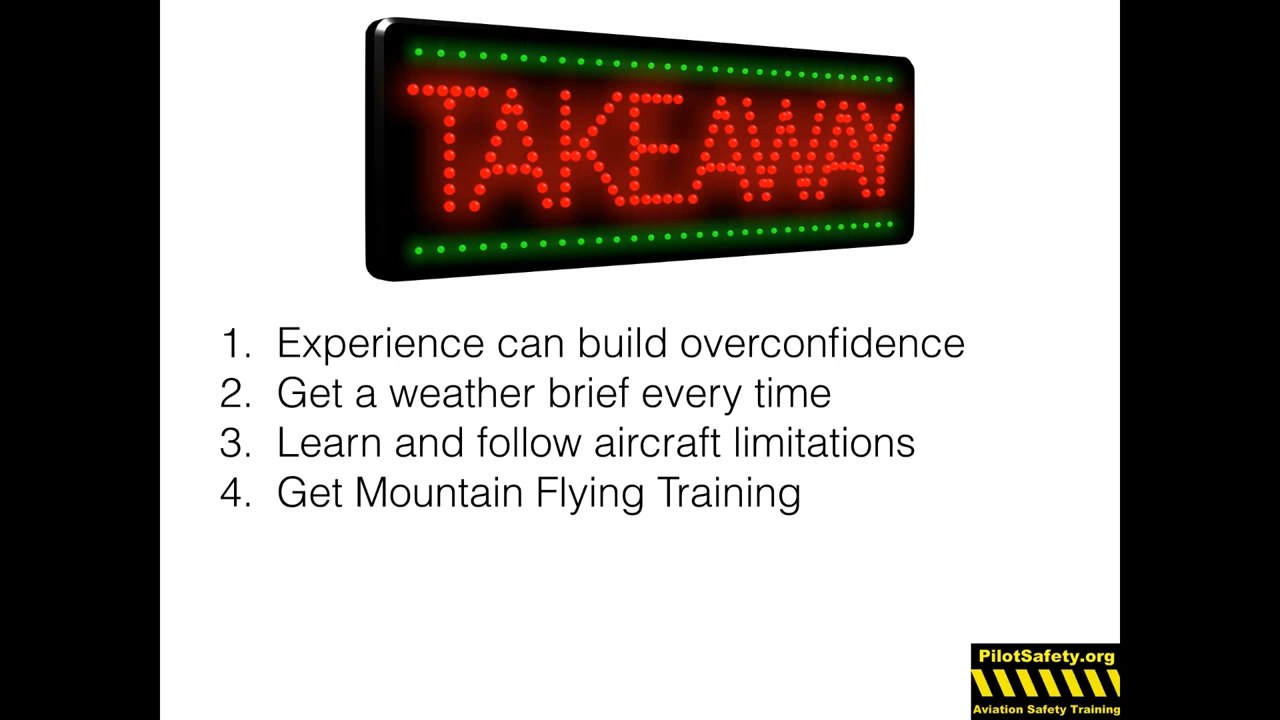 TAKEAWAY
1. Experience can build overconfidence
2. Get a weather brief every time
3. Learn and follow aircraft limitations
4. Get Mountain Flying Training
PilotSafety.org
Aviation Safety Training